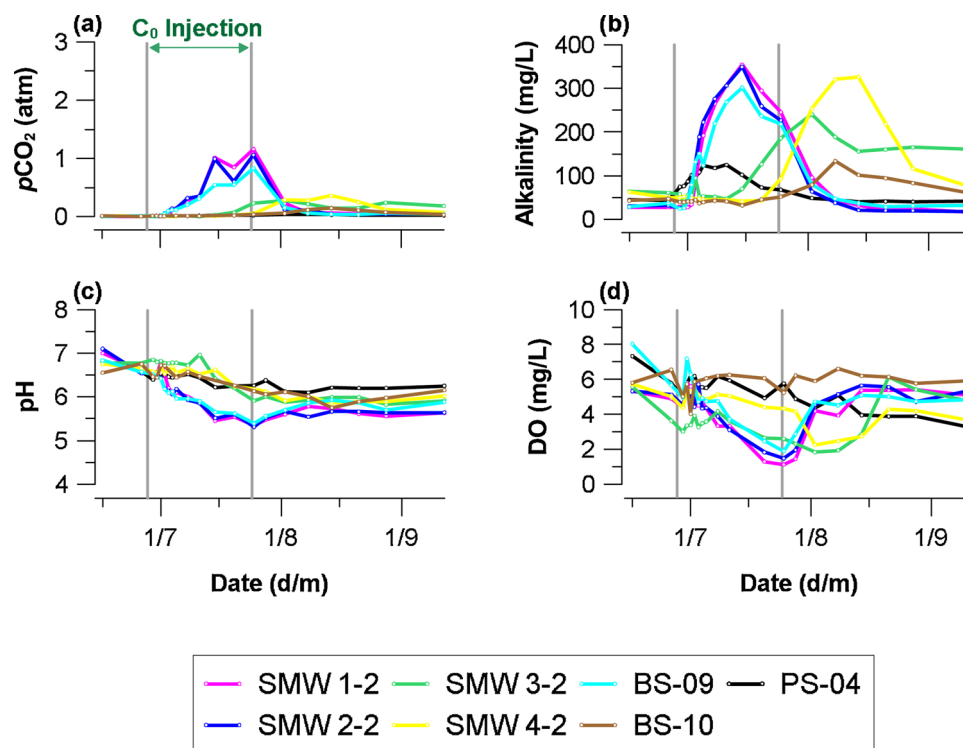 (a) C₀ Injection
3
2
1
0
pCO₂ (atm)
(b)
400
300
200
100
0
Alkalinity (mg/L)
(c)
8
7
6
5
4
pH
1/7 1/8 1/9
Date (d/m)
(d)
10
8
6
4
2
0
DO (mg/L)
1/7 1/8 1/9
Date (d/m)
SMW 1-2 SMW 3-2 BS-09 PS-04
SMW 2-2 SMW 4-2 BS-10